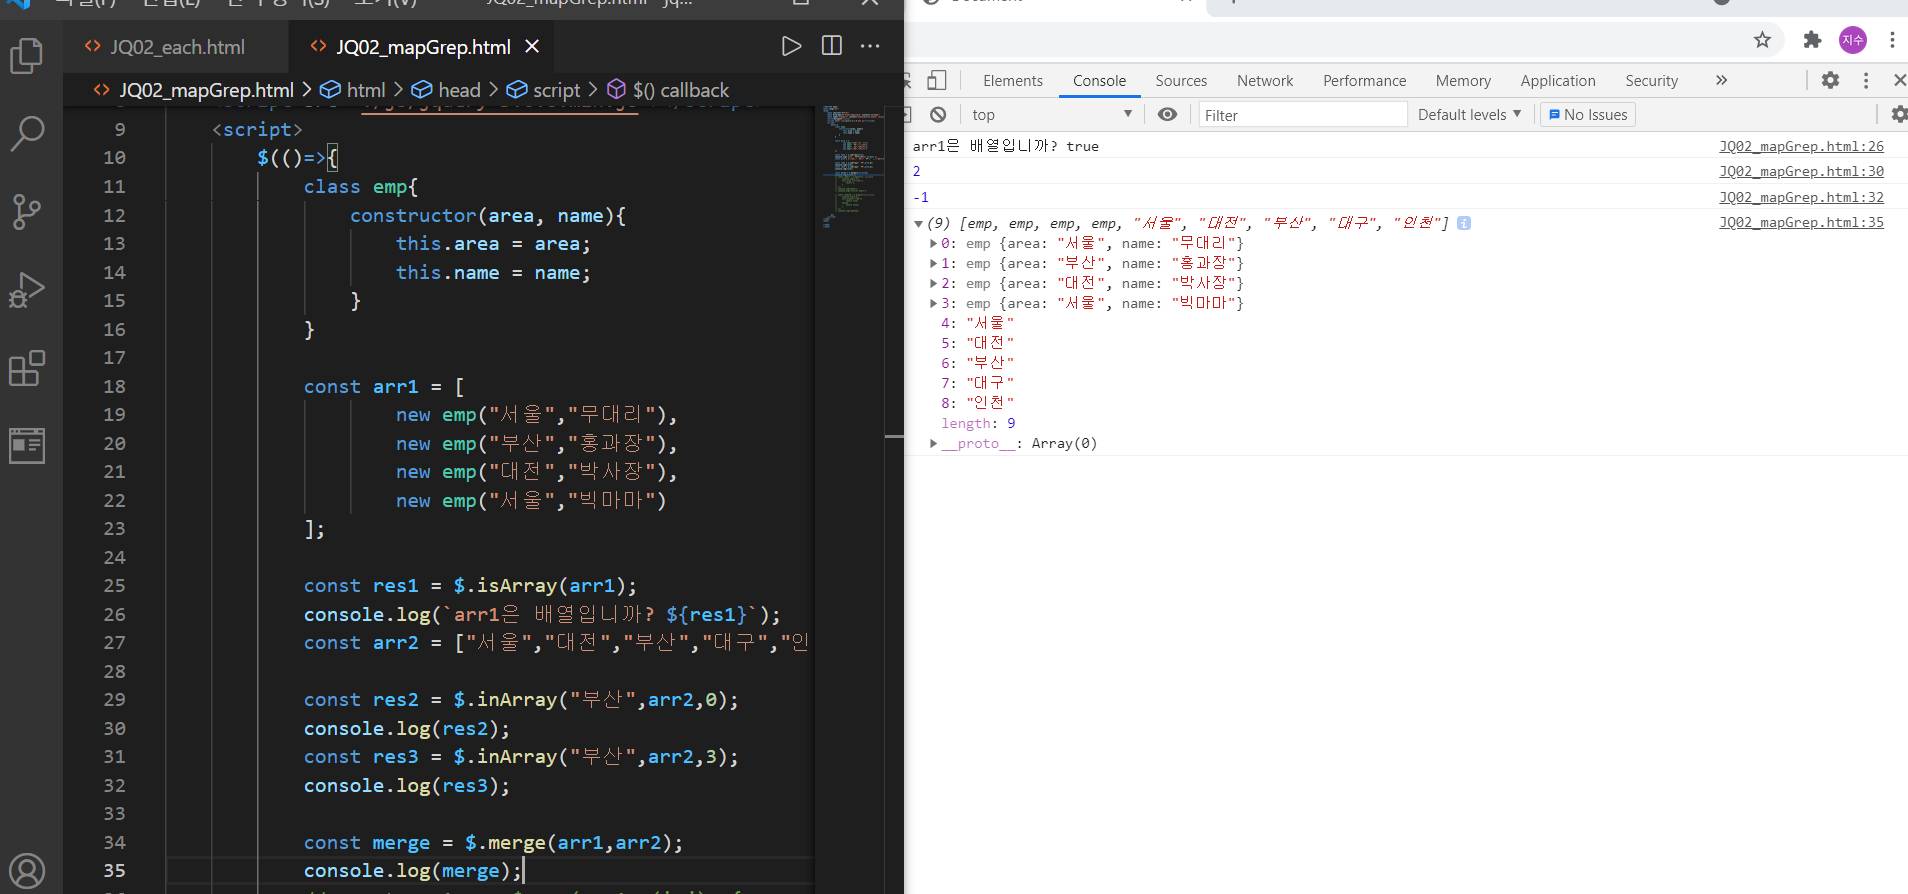 JQ02_each.html
JQ02_mapGrep.html
JQ02_mapGrep.html > html > head > script > $() callback
9 <script>
10 $(()=>{
11 class emp{
12 constructor(area, name){
13 this.area = area;
14 this.name = name;
15 }
16 }
17
18 const arr1 = [
19 new emp("서울","무대리"),
20 new emp("부산","홍과장"),
21 new emp("대전","박사장"),
22 new emp("서울","빅마마")
23 ];
24
25 const res1 = $.isArray(arr1);
26 console.log(`arr1은 배열입니까? ${res1}`);
27 const arr2 = ["서울","대전","부산","대구","인
28
29 const res2 = $.inArray("부산",arr2,0);
30 console.log(res2);
31 const res3 = $.inArray("부산",arr2,3);
32 console.log(res3);
33
34 const merge = $.merge(arr1,arr2);
35 console.log(merge);
지수
Elements Console Sources Network Performance Memory Application Security »
top Filter Default levels ▼ No Issues
arr1은 배열입니까? true JQ02_mapGrep.html:26
2 JQ02_mapGrep.html:30
-1 JQ02_mapGrep.html:32
(9) [emp, emp, emp, emp, "서울", "대전", "부산", "대구", "인천"] JQ02_mapGrep.html:35
0: emp {area: "서울", name: "무대리"}
1: emp {area: "부산", name: "홍과장"}
2: emp {area: "대전", name: "박사장"}
3: emp {area: "서울", name: "빅마마"}
4: "서울"
5: "대전"
6: "부산"
7: "대구"
8: "인천"
length: 9
__proto__: Array(0)